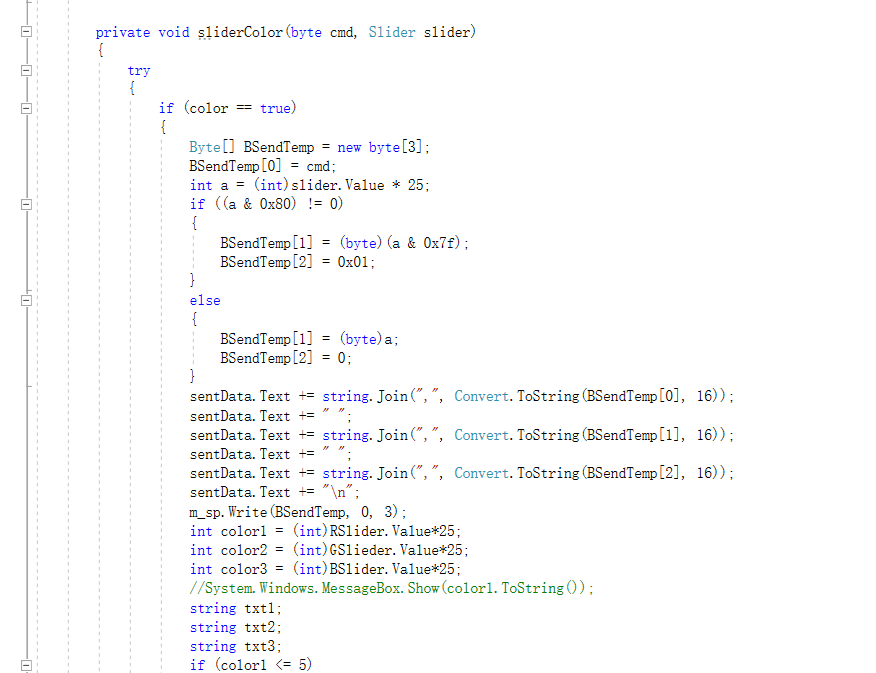 private void sliderColor(byte cmd, Slider slider)
{
try
{
if (color == true)
{
Byte[] BSendTemp = new byte[3];
BSendTemp[0] = cmd;
int a = (int)slider.Value * 25;
if ((a & 0x80) != 0)
{
BSendTemp[1] = (byte)(a & 0x7f);
BSendTemp[2] = 0x01;
}
else
{
BSendTemp[1] = (byte)a;
BSendTemp[2] = 0;
}
sentData.Text += string.Join(",", Convert.ToString(BSendTemp[0], 16));
sentData.Text += " ";
sentData.Text += string.Join(",", Convert.ToString(BSendTemp[1], 16));
sentData.Text += " ";
sentData.Text += string.Join(",", Convert.ToString(BSendTemp[2], 16));
sentData.Text += "\n";
m_sp.Write(BSendTemp, 0, 3);
int color1 = (int)RSlider.Value*25;
int color2 = (int)GSlieder.Value*25;
int color3 = (int)BSlider.Value*25;
//System.Windows.MessageBox.Show(color1.ToString());
string txt1;
string txt2;
string txt3;
if (color1 <= 5)